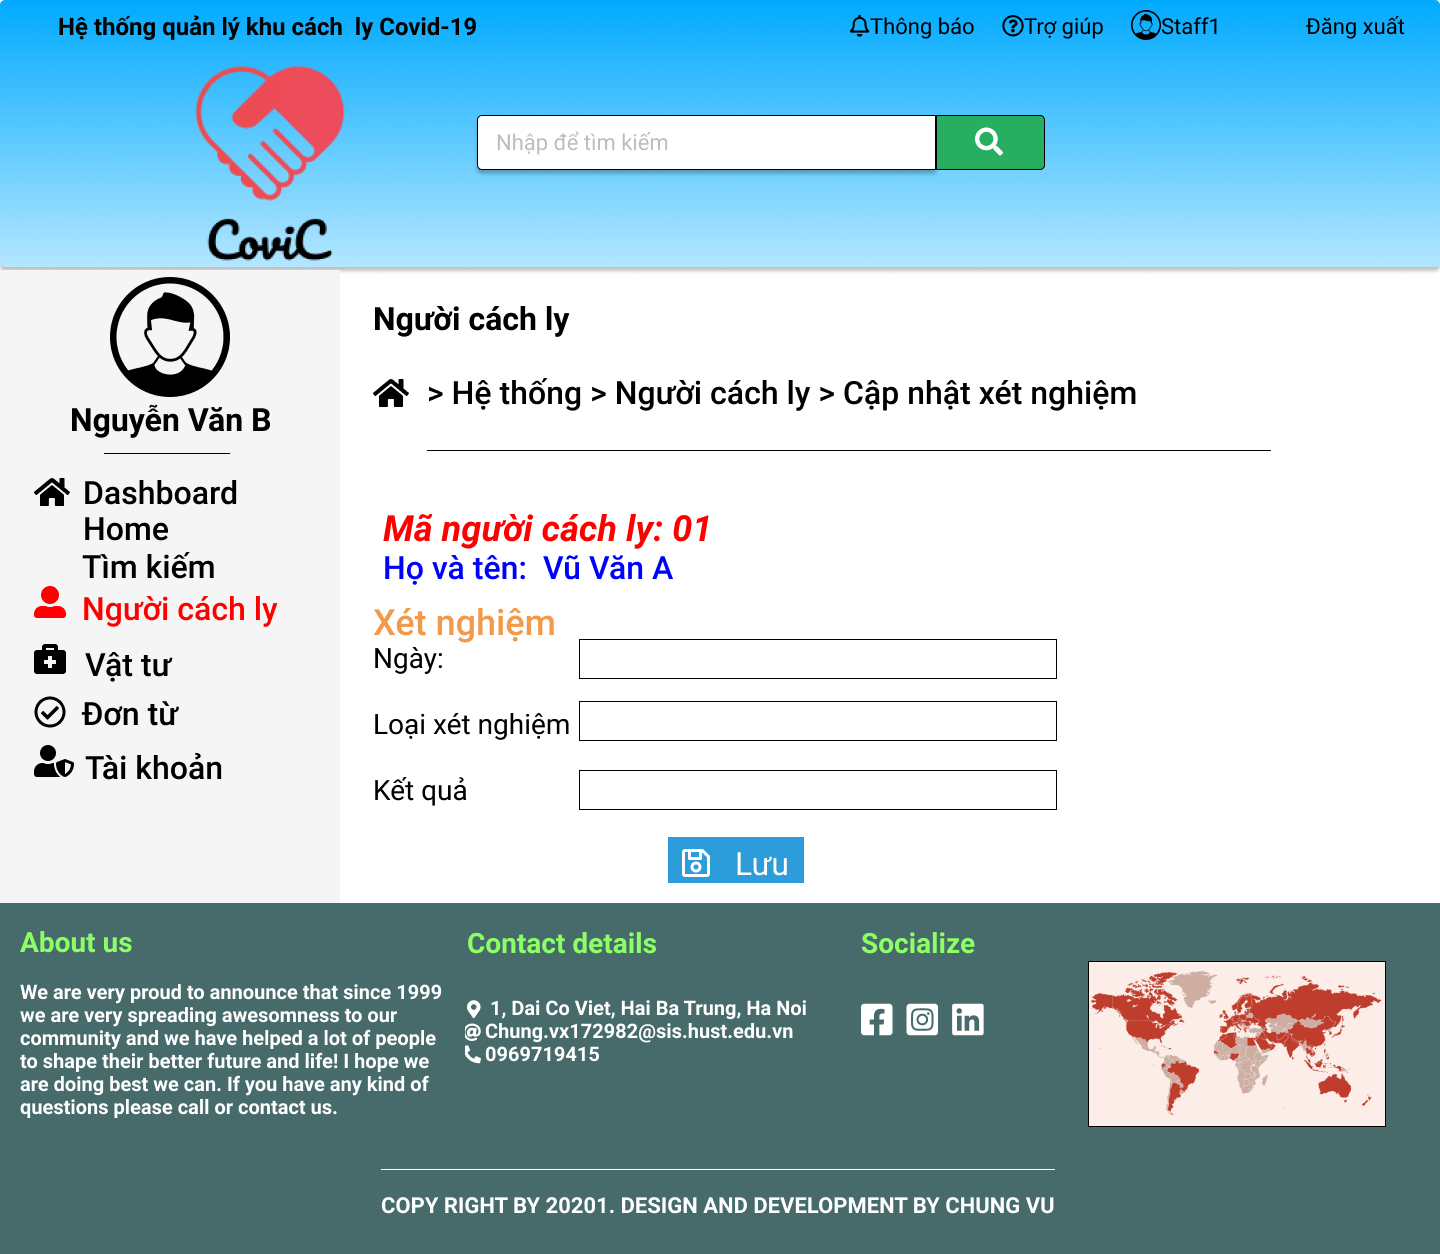 Hệ thống quản lý khu cách  ly Covid-19
Thông báo
Trợ giúp
Staff1
Đăng xuất
Nhập để tìm kiếm
CoviC
Nguyễn Văn B
Dashboard
Home
Tìm kiếm
Người cách ly
Vật tư
Đơn từ
Tài khoản
Người cách ly
> Hệ thống > Người cách ly > Cập nhật xét nghiệm
Mã người cách ly: 01
Họ và tên:  Vũ Văn A
Xét nghiệm
Ngày:
Loại xét nghiệm
Kết quả
Lưu
About us
We are very proud to announce that since 1999
we are very spreading awesomness to our
community and we have helped a lot of people
to shape their better future and life! I hope we
are doing best we can. If you have any kind of
questions please call or contact us.
Contact details
1, Dai Co Viet, Hai Ba Trung, Ha Noi
Chung.vx172982@sis.hust.edu.vn
0969719415
Socialize
COPY RIGHT BY 20201. DESIGN AND DEVELOPMENT BY CHUNG VU